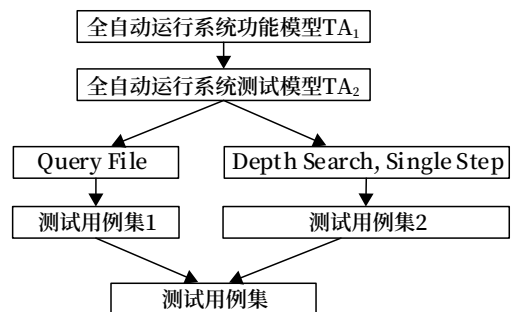 全自动运行系统功能模型TA₁
全自动运行系统测试模型TA₂
Query File
Depth Search, Single Step
测试用例集1
测试用例集2
测试用例集